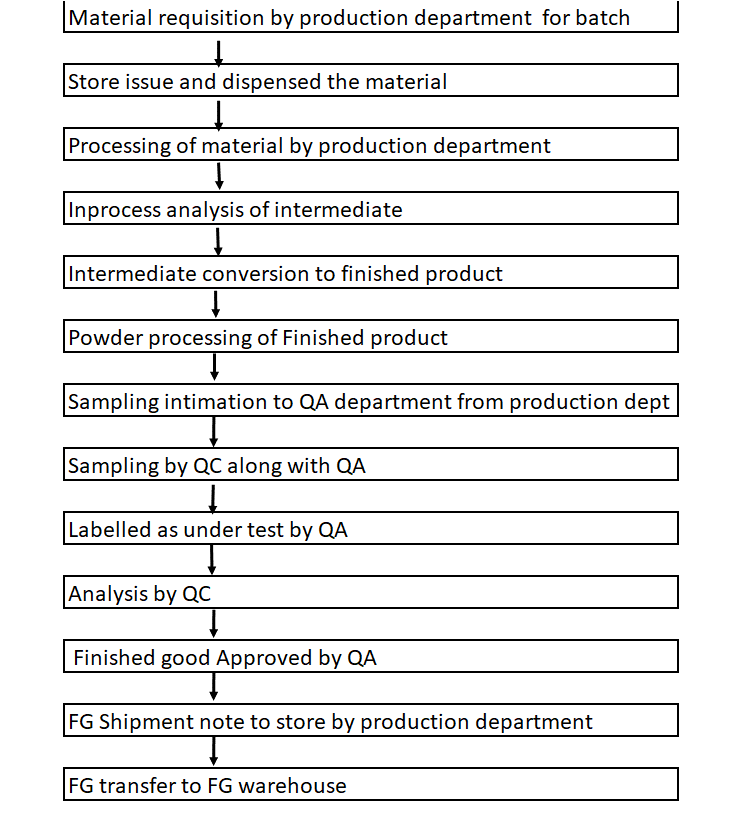 Material requisition by production department  for batch
Store issue and dispensed the material
Processing of material by production department
Inprocess analysis of intermediate
Intermediate conversion to finished product
Powder processing of Finished product
Sampling intimation to QA department from production dept
Sampling by QC along with QA
Labelled as under test by QA
Analysis by QC
Finished good Approved by QA
FG Shipment note to store by production department
FG transfer to FG warehouse